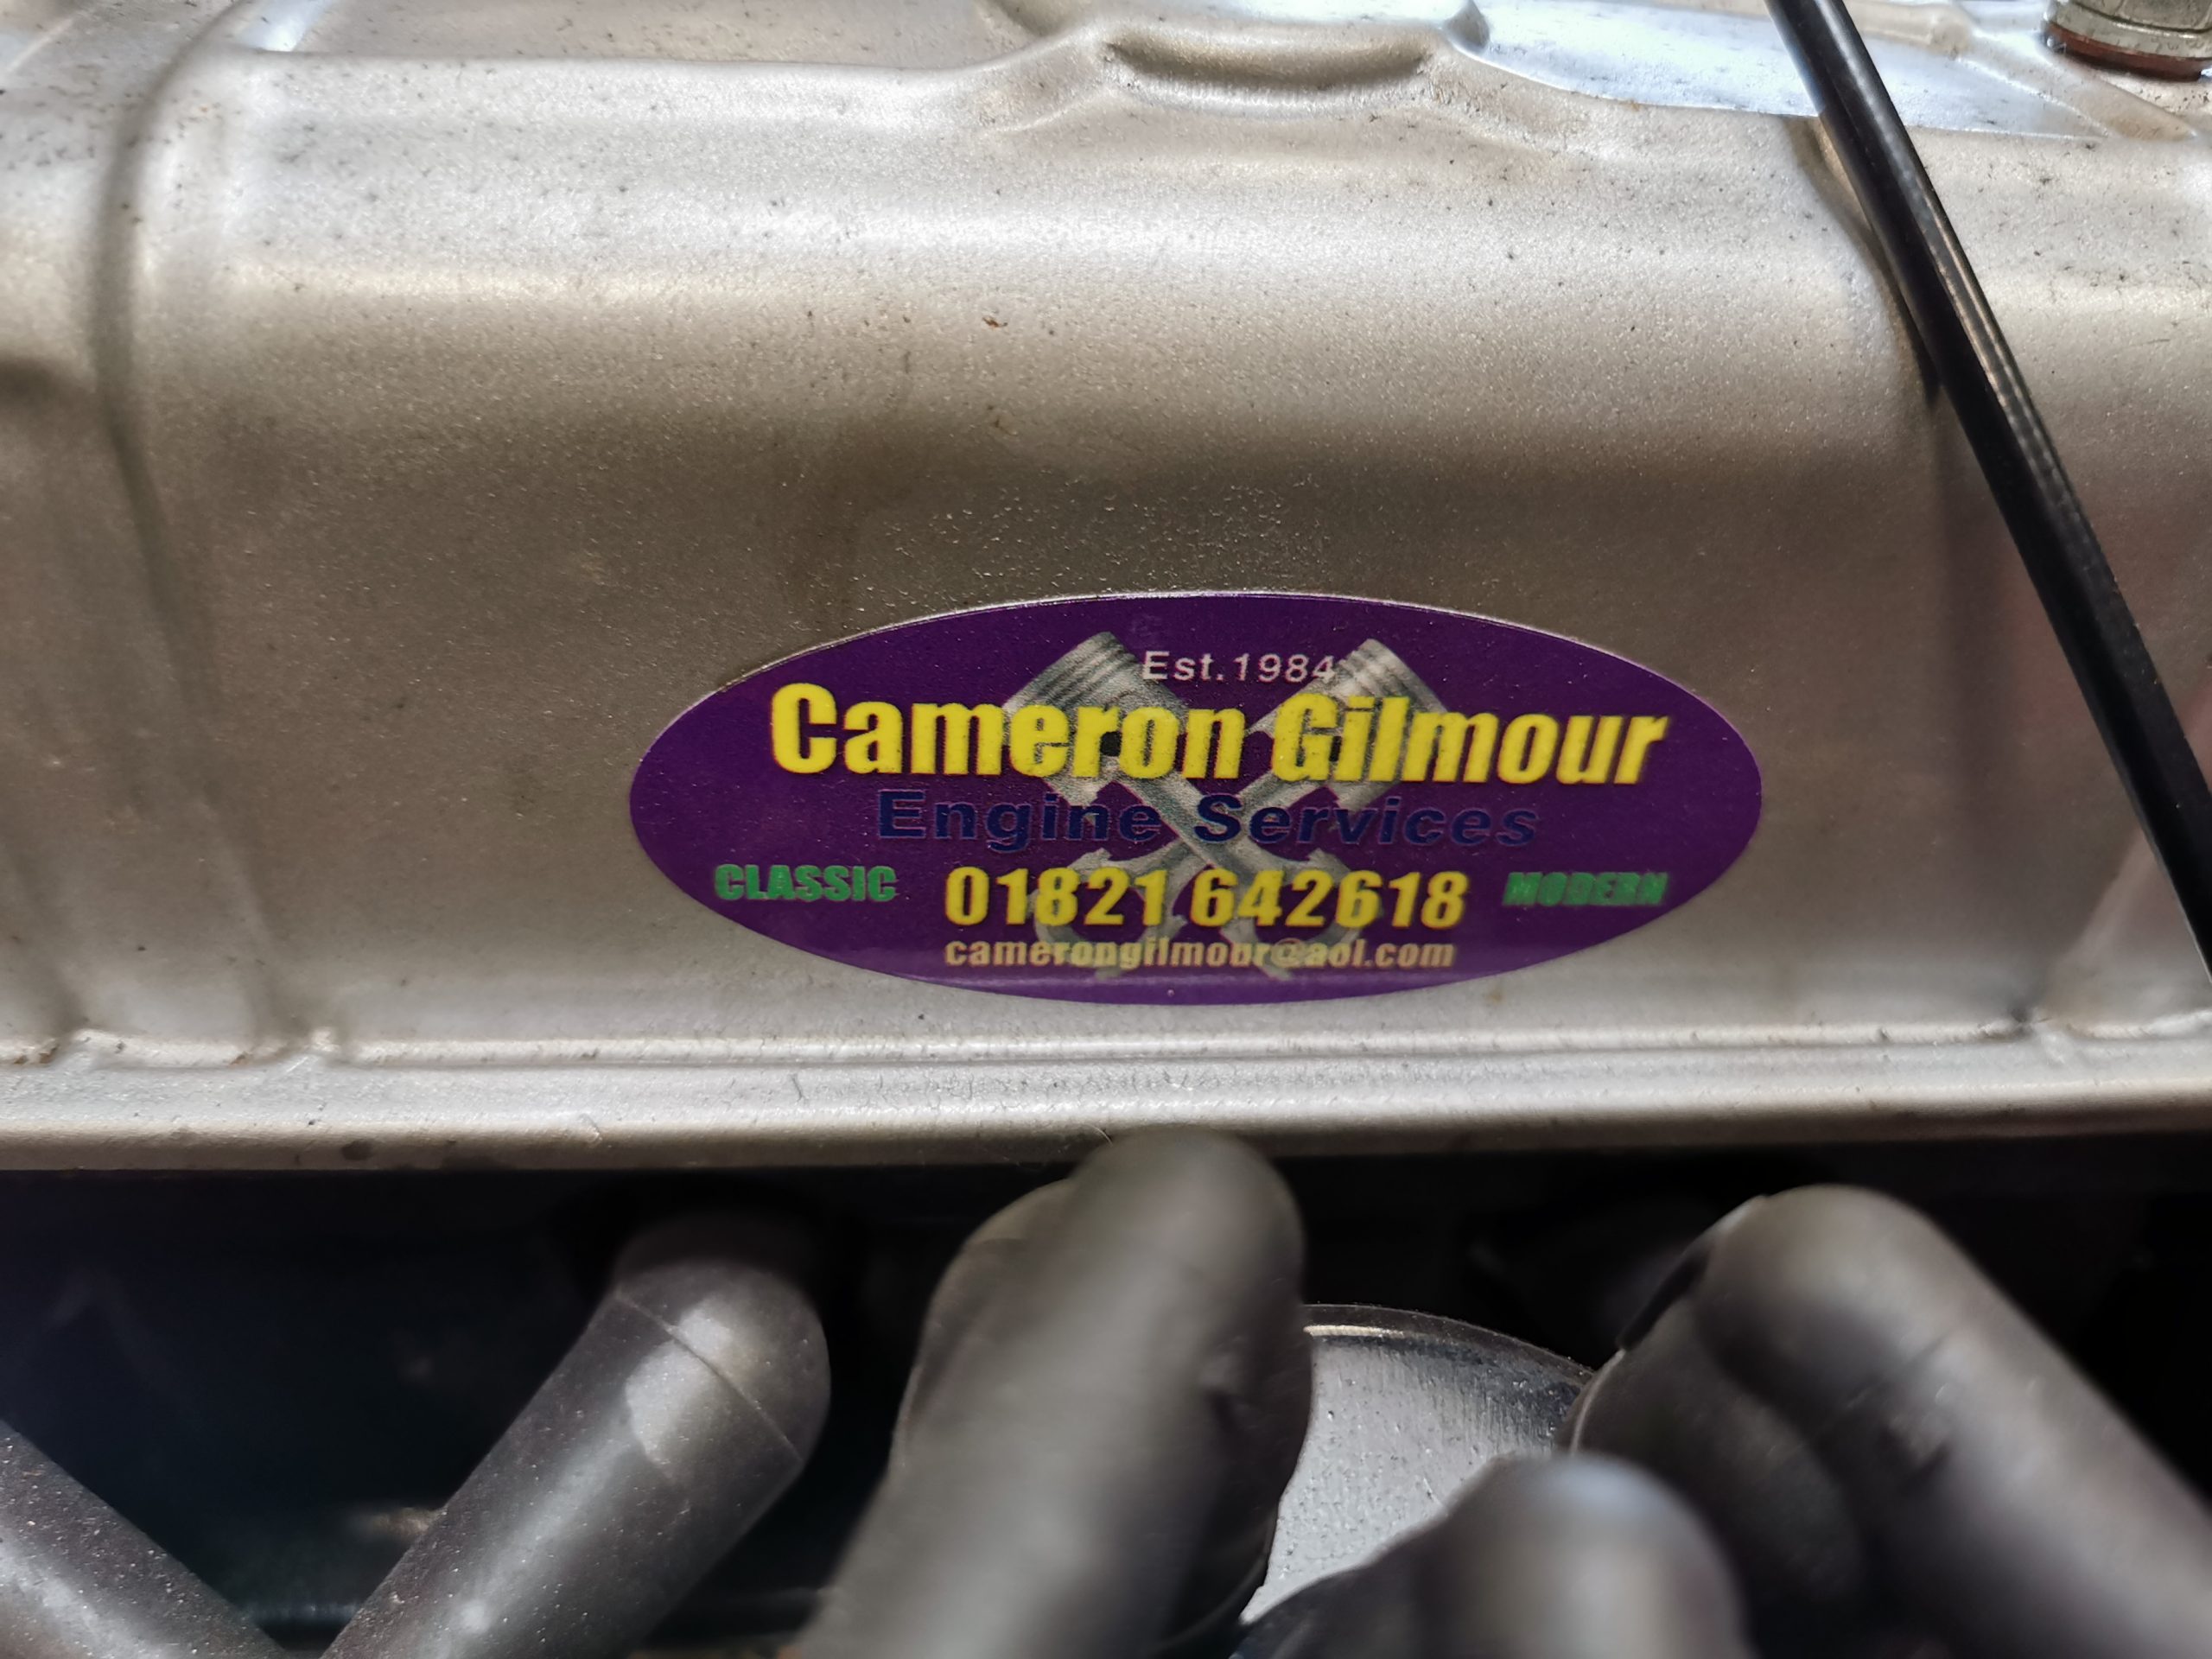 Est.1984
Cameron Gilmour
Engine Services
CLASSIC 01821 642618 MODERN
camerongilmour@aol.com